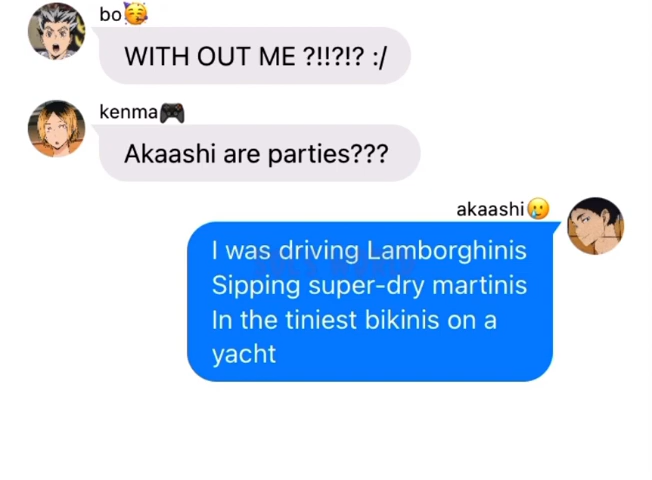 bo🥳
WITH OUT ME ?!!?!? :/
kenma🎮
Akaashi are parties???
akaashi🥲
I was driving Lamborghinis
Sipping super-dry martinis
In the tiniest bikinis on a
yacht